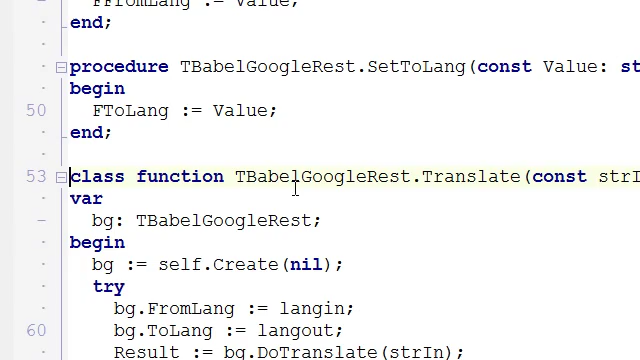 FFromLang := Value;
end;
procedure TBabelGoogleRest.SetToLang(const Value: st
begin
50 FToLang := Value;
end;
53 class function TBabelGoogleRest.Translate(const strI
var
bg: TBabelGoogleRest;
begin
bg := self.Create(nil);
try
bg.FromLang := langin;
60 bg.ToLang := langout;
Result := bg.DoTranslate(strIn);